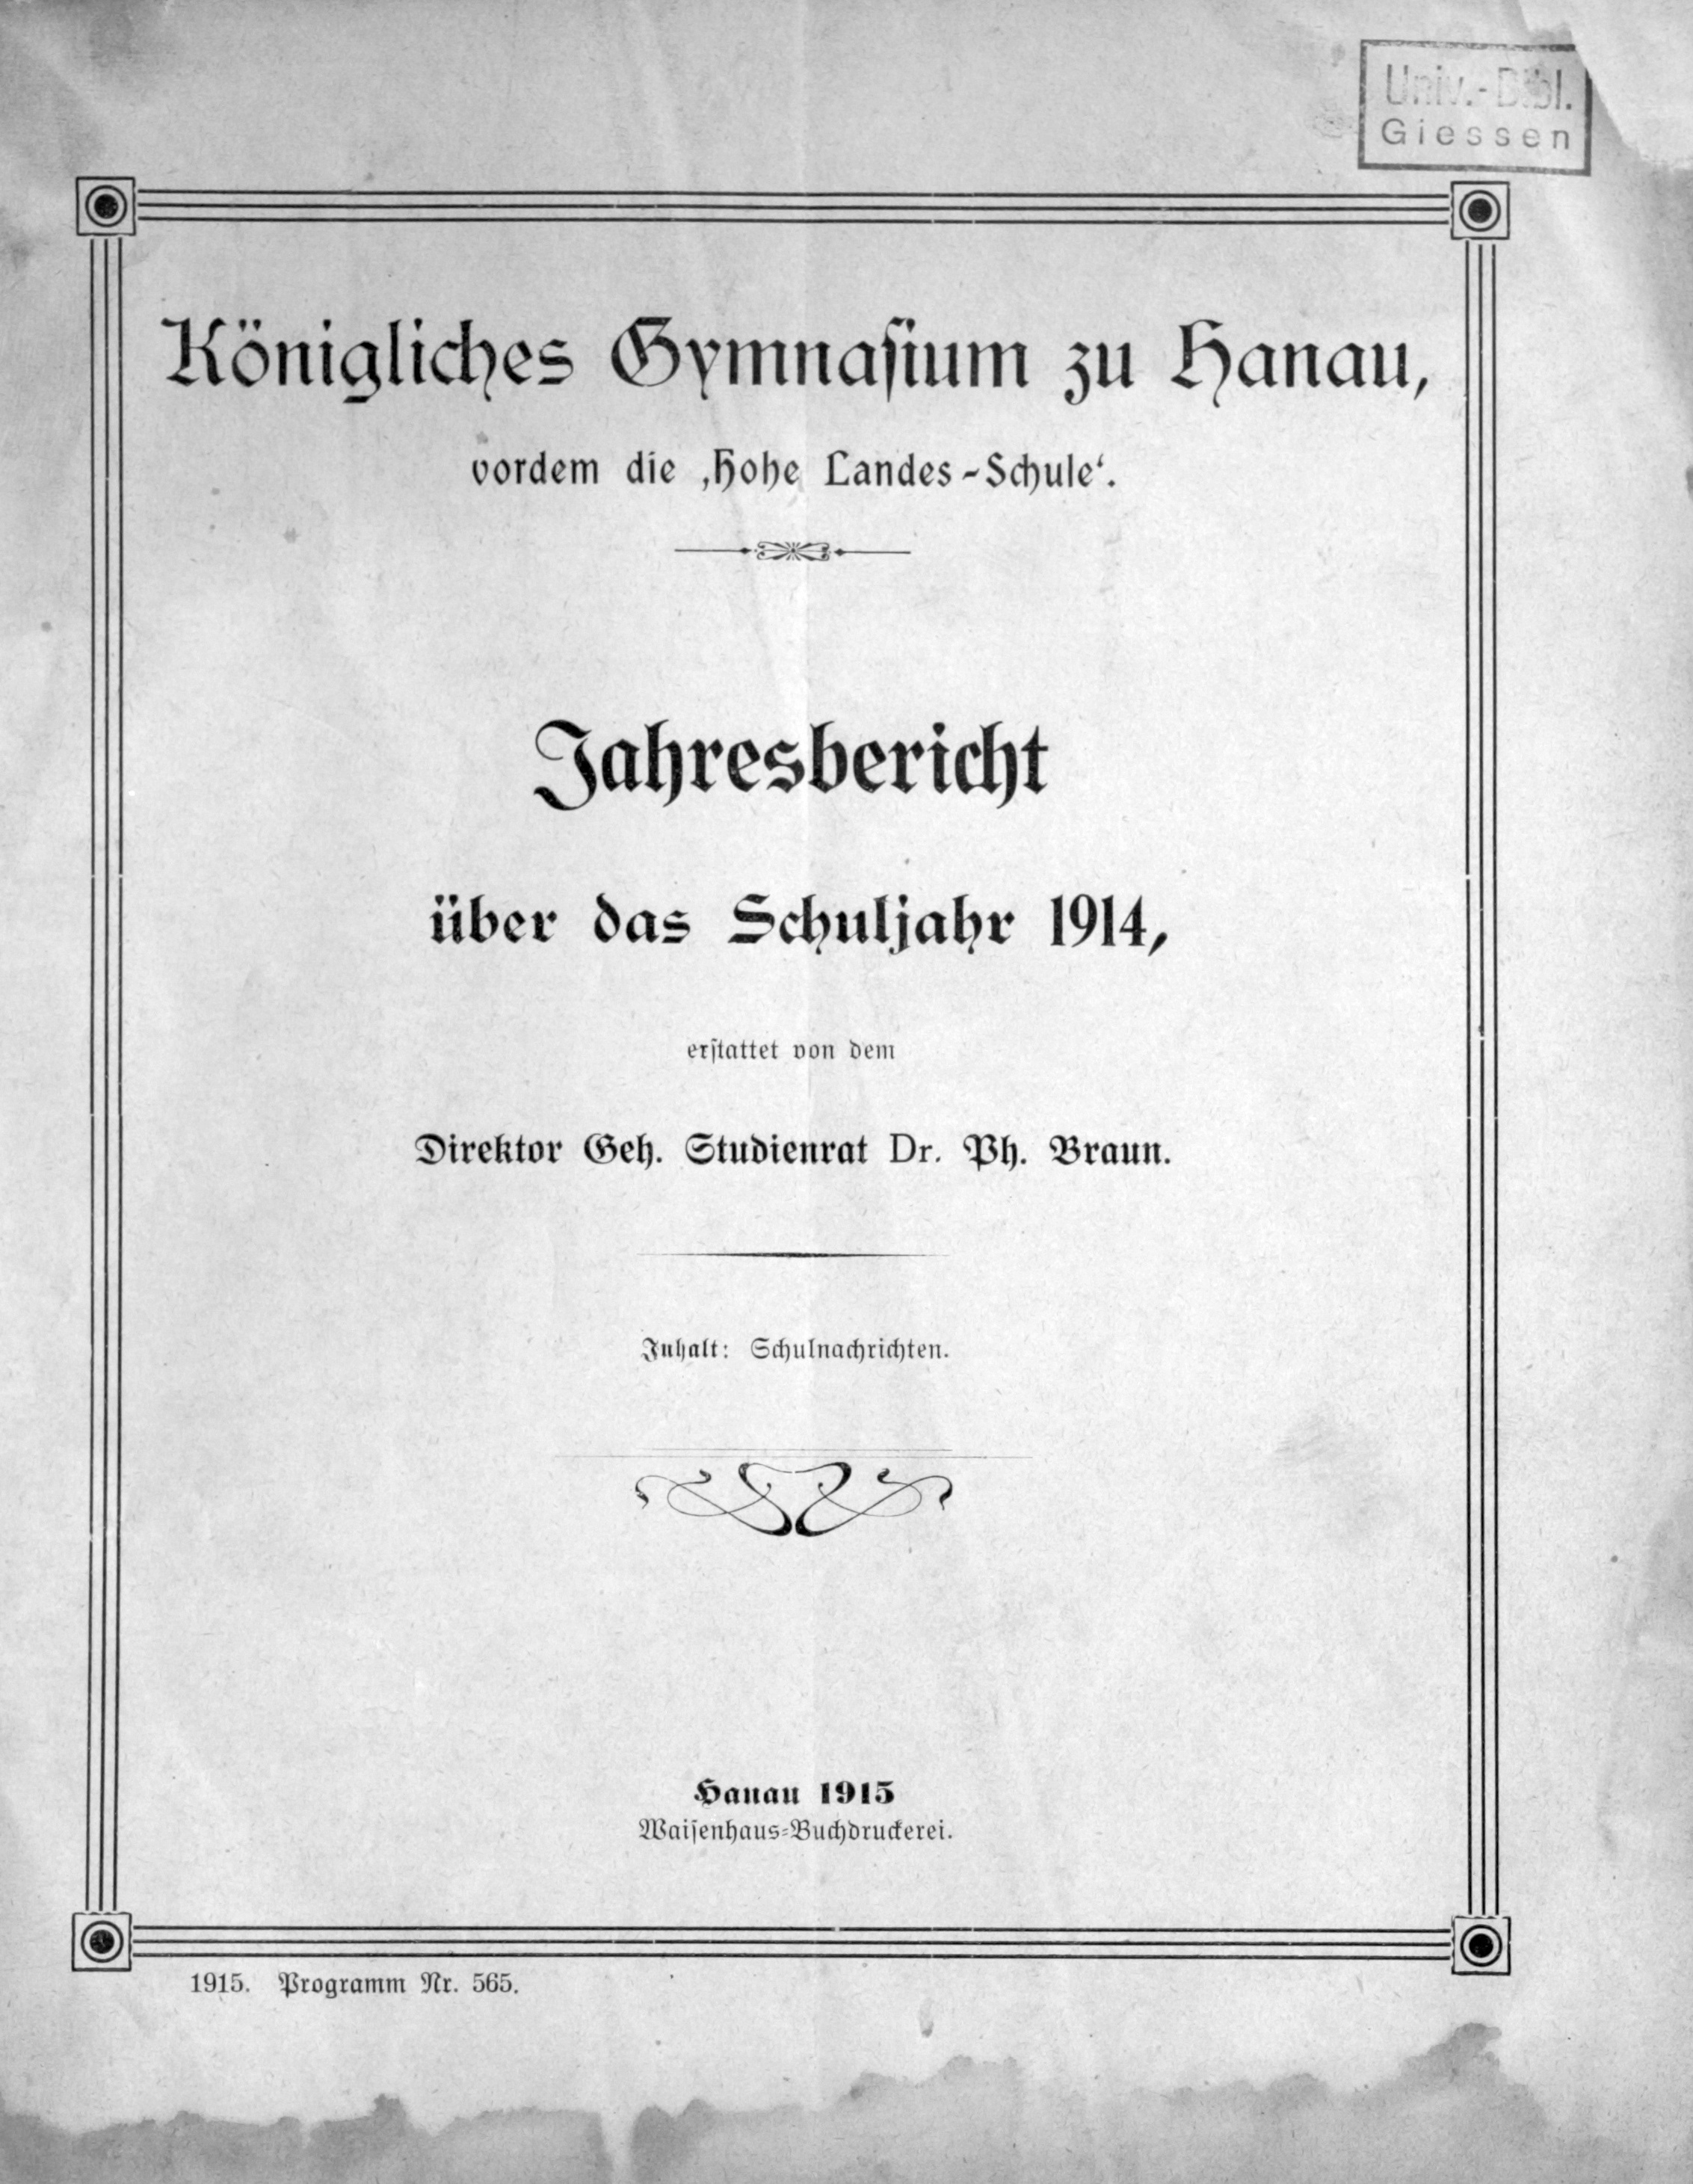 Univ.-Bibl.
Giessen
Königliches Gymnaſium zu Hanau,
vordem die ‚Hohe Landes-Schule‘.
Jahresbericht
über das Schuljahr 1914,
erſtattet von dem
Direktor Geh. Studienrat Dr. Ph. Braun.
Inhalt: Schulnachrichten.
Hanau 1915
Waiſenhaus-Buchdruckerei.
1915. Programm Nr. 565.